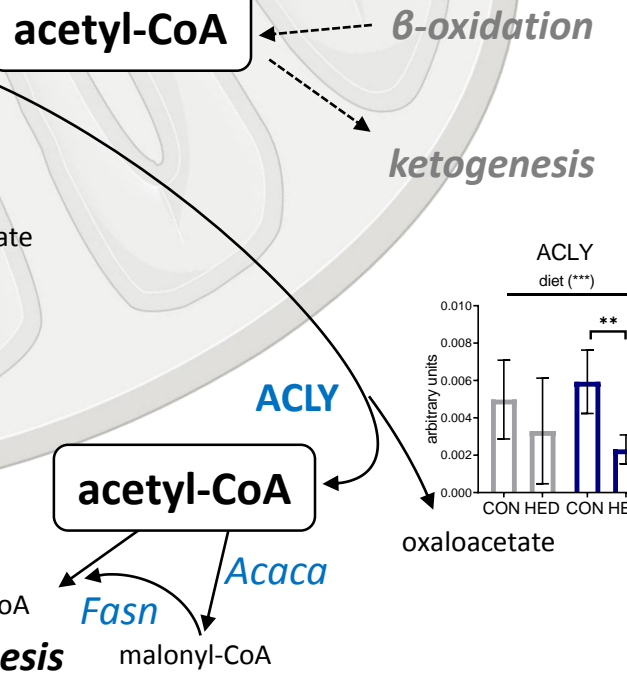 acetyl-CoA
β-oxidation
ketogenesis
ate
ACLY
diet (***)
**
arbitrary units
0.010
0.008
0.006
0.004
0.002
0.000
CON HED CON HE
ACLY
acetyl-CoA
oxaloacetate
Acaca
oA
Fasn
esis
malonyl-CoA